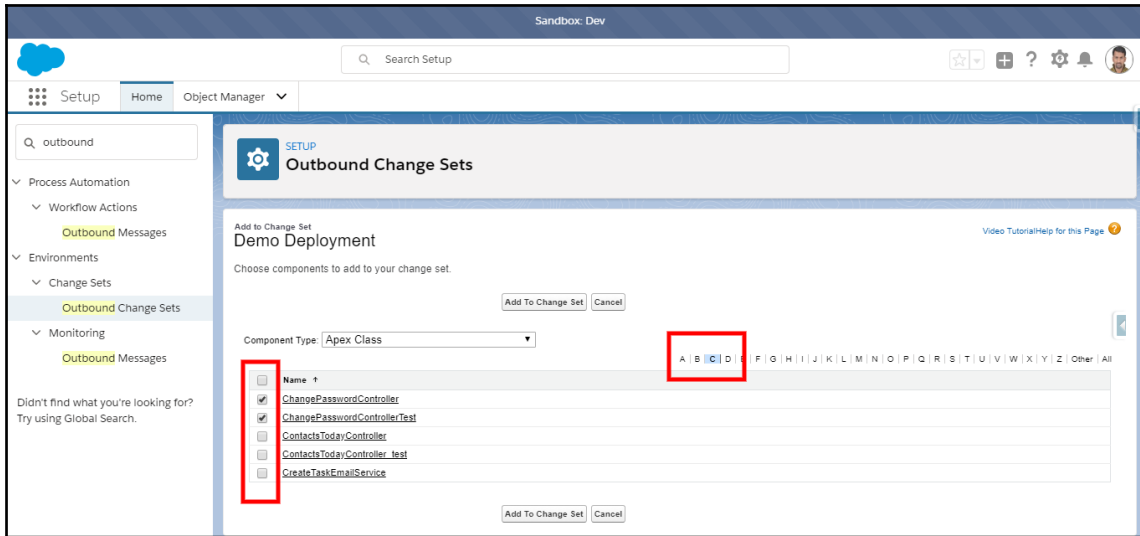 Sandbox: Dev
Search Setup
Setup
Home
Object Manager
outbound
Process Automation
Workflow Actions
Outbound Messages
Environments
Change Sets
Outbound Change Sets
Monitoring
Outbound Messages
Didn't find what you're looking for?
Try using Global Search.
SETUP
Outbound Change Sets
Add to Change Set
Demo Deployment
Video TutorialHelp for this Page
Choose components to add to your change set.
Add To Change Set Cancel
Component Type: Apex Class
A | B | C | D | E | F | G | H | I | J | K | L | M | N | O | P | Q | R | S | T | U | V | W | X | Y | Z | Other | All
Name ↑
ChangePasswordController
ChangePasswordControllerTest
ContactsTodayController
ContactsTodayController_test
CreateTaskEmailService
Add To Change Set Cancel